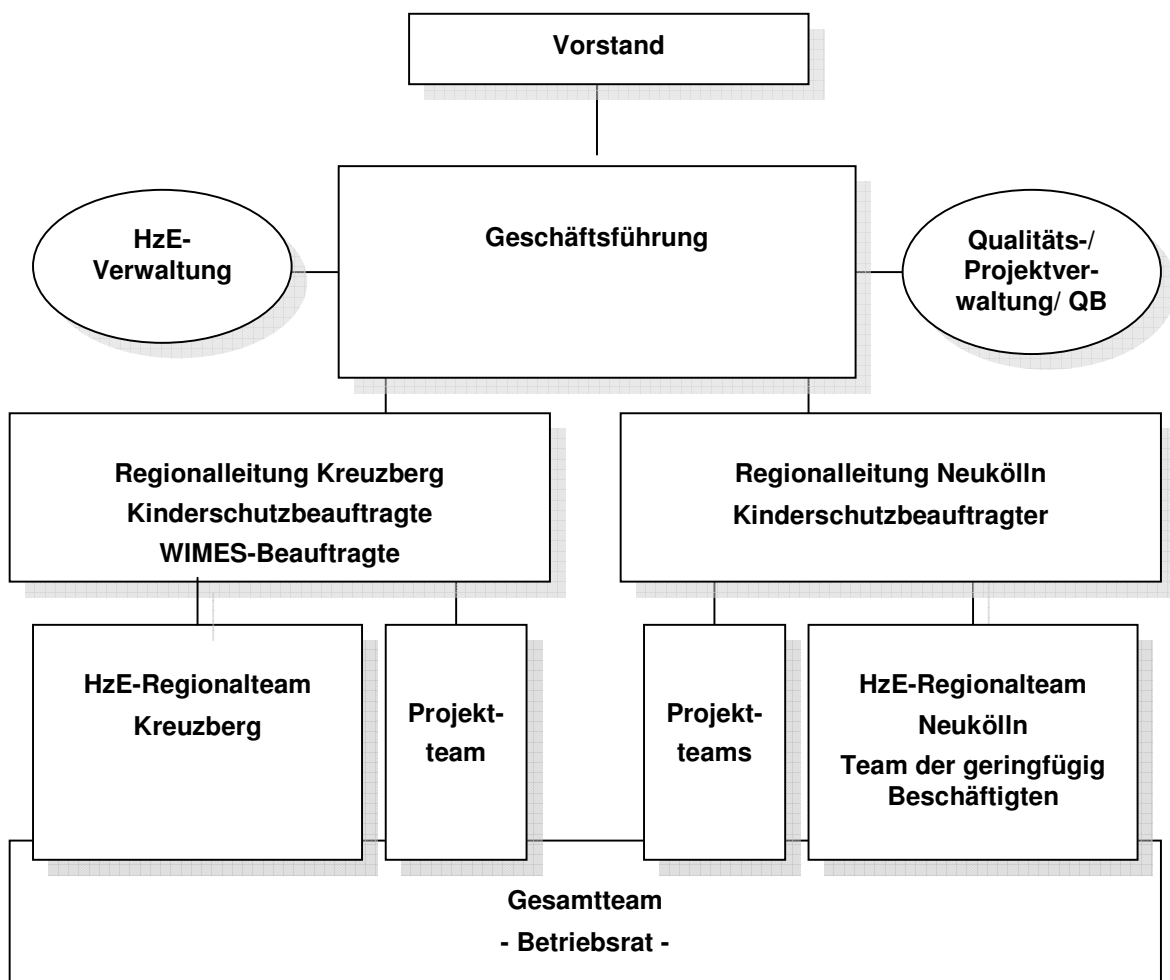 Vorstand
HzE-
Verwaltung
Geschäftsführung
Qualitäts-/
Projektver-
waltung/ QB
Regionalleitung Kreuzberg
Kinderschutzbeauftragte
WIMES-Beauftragte
Regionalleitung Neukölln
Kinderschutzbeauftragter
HzE-Regionalteam
Kreuzberg
Projekt-
team
Projekt-
teams
HzE-Regionalteam
Neukölln
Team der geringfügig
Beschäftigten
Gesamtteam
- Betriebsrat -